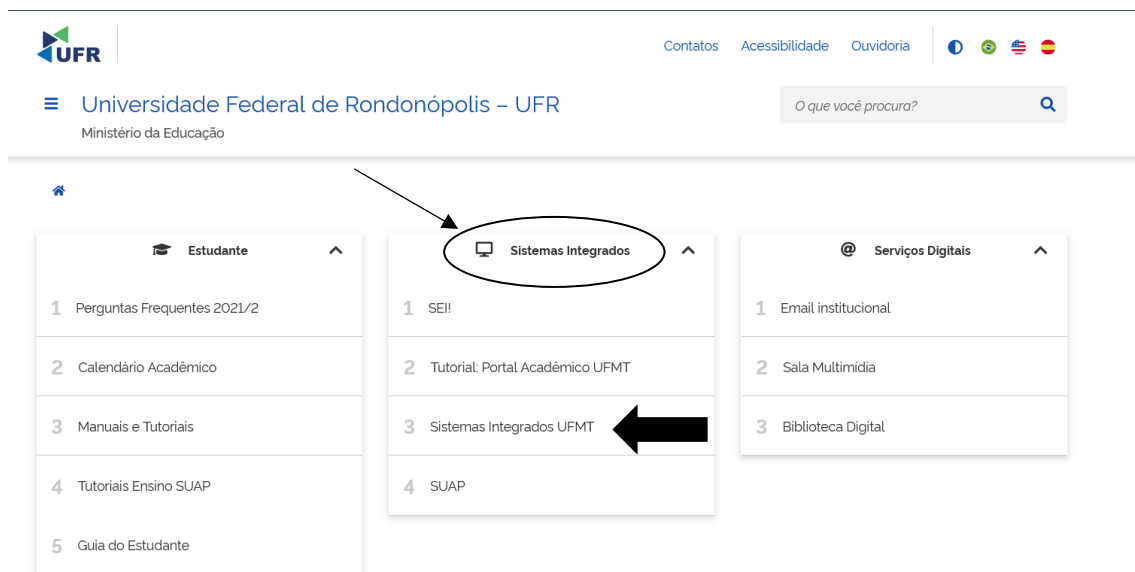 UFR
Contatos Acessibilidade Ouvidoria
Universidade Federal de Rondonópolis – UFR
O que você procura?
Ministério da Educação
Estudante
1 Perguntas Frequentes 2021/2
2 Calendário Acadêmico
3 Manuais e Tutoriais
4 Tutoriais Ensino SUAP
5 Guia do Estudante
Sistemas Integrados
1 SEI!
2 Tutorial: Portal Acadêmico UFMT
3 Sistemas Integrados UFMT
4 SUAP
@ Serviços Digitais
1 Email institucional
2 Sala Multimídia
3 Biblioteca Digital